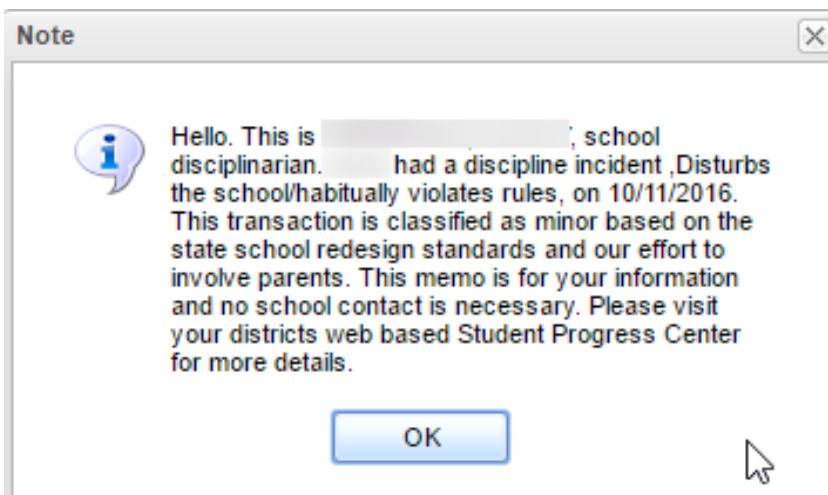 Note
Hello. This is , school
disciplinarian. had a discipline incident ,Disturbs
the school/habitually violates rules, on 10/11/2016.
This transaction is classified as minor based on the
state school redesign standards and our effort to
involve parents. This memo is for your information
and no school contact is necessary. Please visit
your districts web based Student Progress Center
for more details.
OK